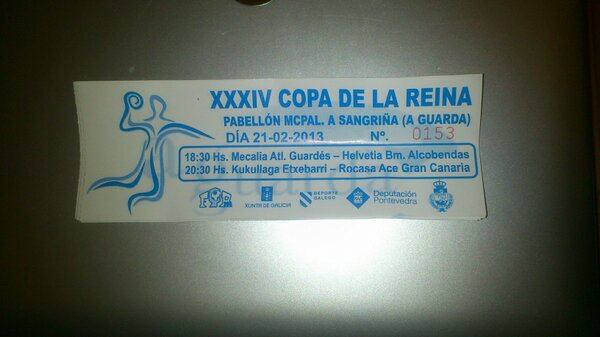 XXXIV COPA DE LA REINA
PABELLÓN MCPAL. A SANGRIÑA (A GUARDA)
DÍA 21-02-2013 Nº. 0153
18:30 Hs. Mecalia Atl. Guardés – Helvetia Bm. Alcobendas
20:30 Hs. Kukullaga Etxebarri – Rocasa Ace Gran Canaria
XUNTA DE GALICIA
DEPORTE GALEGO
Deputación Pontevedra